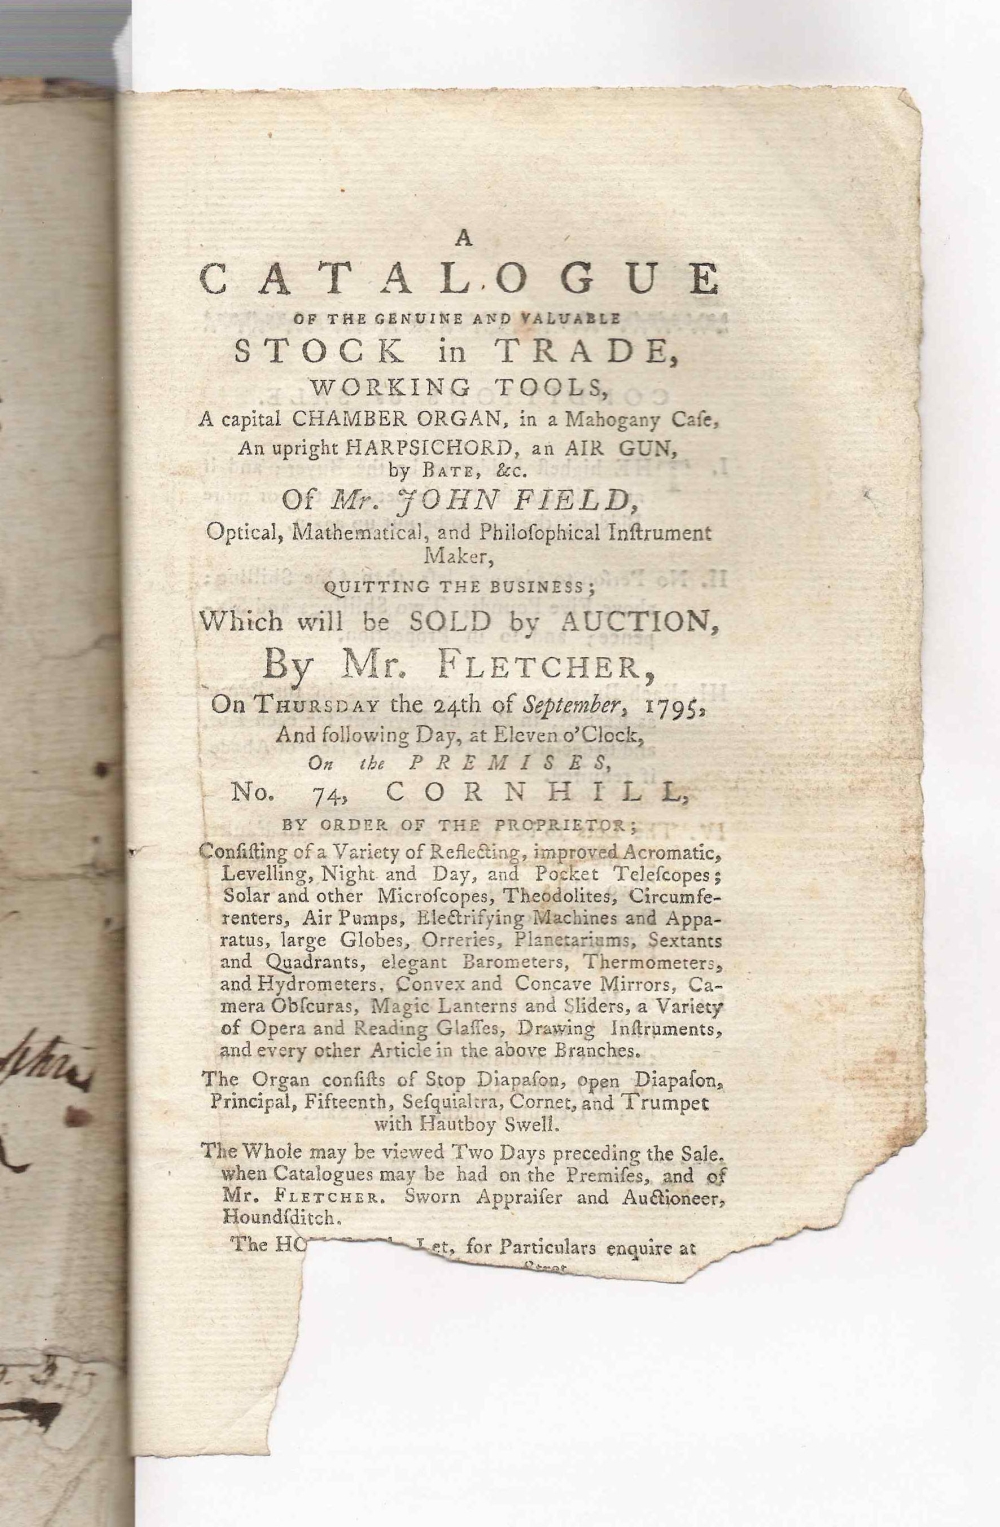 A
CATALOGUE
OF THE GENUINE AND VALUABLE
STOCK in TRADE,
WORKING TOOLS,
A capital CHAMBER ORGAN, in a Mahogany Caſe,
An upright HARPSICHORD, an AIR GUN,
by BATE, &c.
Of Mr. JOHN FIELD,
Optical, Mathematical, and Philoſophical Inſtrument
Maker,
QUITTING THE BUSINESS;
Which will be SOLD by AUCTION,
By Mr. FLETCHER,
On THURSDAY the 24th of September, 1795,
And following Day, at Eleven o'Clock,
On the PREMISES,
No. 74, CORNHILL,
BY ORDER OF THE PROPRIETOR;
Conſiſting of a Variety of Reflecting, improved Acromatic,
Levelling, Night and Day, and Pocket Teleſcopes;
Solar and other Microſcopes, Theodolites, Circumfe-
renters, Air Pumps, Electrifying Machines and Appa-
ratus, large Globes, Orreries, Planetariums, Sextants
and Quadrants, elegant Barometers, Thermometers,
and Hydrometers, Convex and Concave Mirrors, Ca-
mera Obſcuras, Magic Lanterns and Sliders, a Variety
of Opera and Reading Glaſſes, Drawing Inſtruments,
and every other Article in the above Branches.
The Organ conſiſts of Stop Diapaſon, open Diapaſon,
Principal, Fifteenth, Seſquialtra, Cornet, and Trumpet
with Hautboy Swell.
The Whole may be viewed Two Days preceding the Sale,
when Catalogues may be had on the Premiſes, and of
Mr. FLETCHER. Sworn Appraiſer and Auctioneer,
Houndſditch.
The Let, for Particulars enquire at